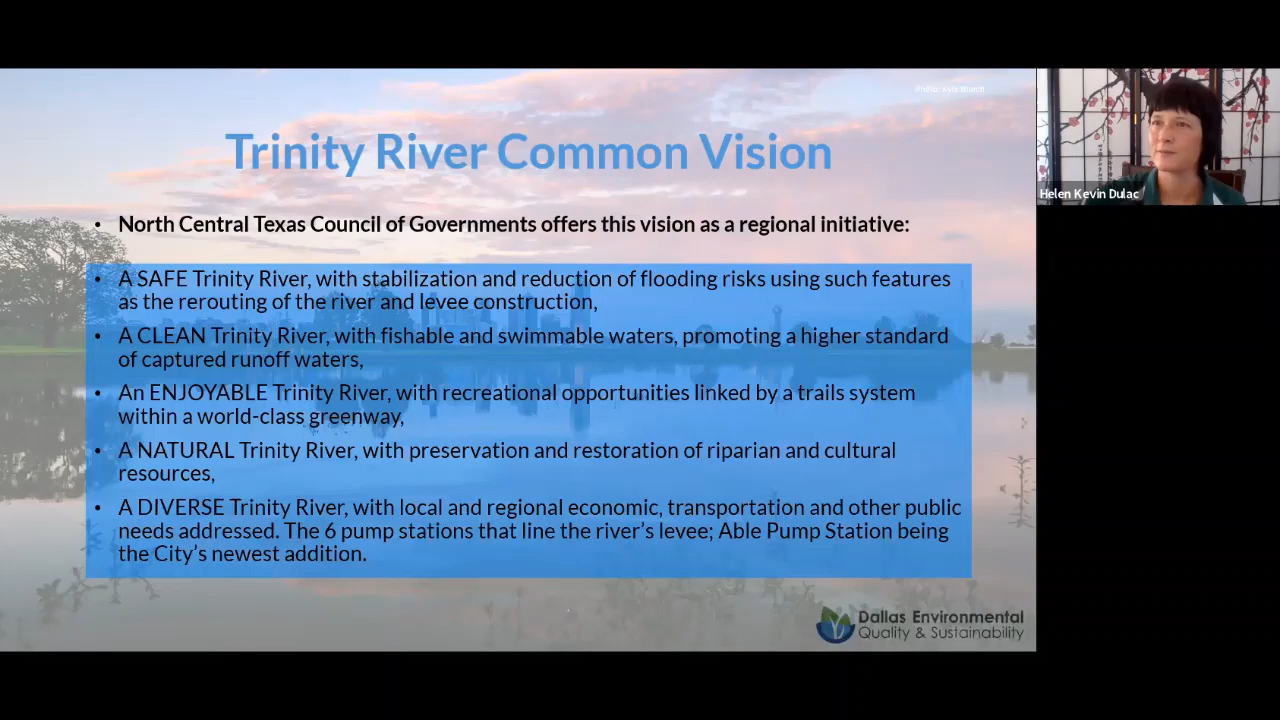 Photo: Kyle Bunch
Trinity River Common Vision
• North Central Texas Council of Governments offers this vision as a regional initiative:
• A SAFE Trinity River, with stabilization and reduction of flooding risks using such features
as the rerouting of the river and levee construction,
• A CLEAN Trinity River, with fishable and swimmable waters, promoting a higher standard
of captured runoff waters,
• An ENJOYABLE Trinity River, with recreational opportunities linked by a trails system
within a world-class greenway,
• A NATURAL Trinity River, with preservation and restoration of riparian and cultural
resources,
• A DIVERSE Trinity River, with local and regional economic, transportation and other public
needs addressed. The 6 pump stations that line the river’s levee; Able Pump Station being
the City’s newest addition.
Dallas Environmental
Quality & Sustainability
Helen Kevin Dulac